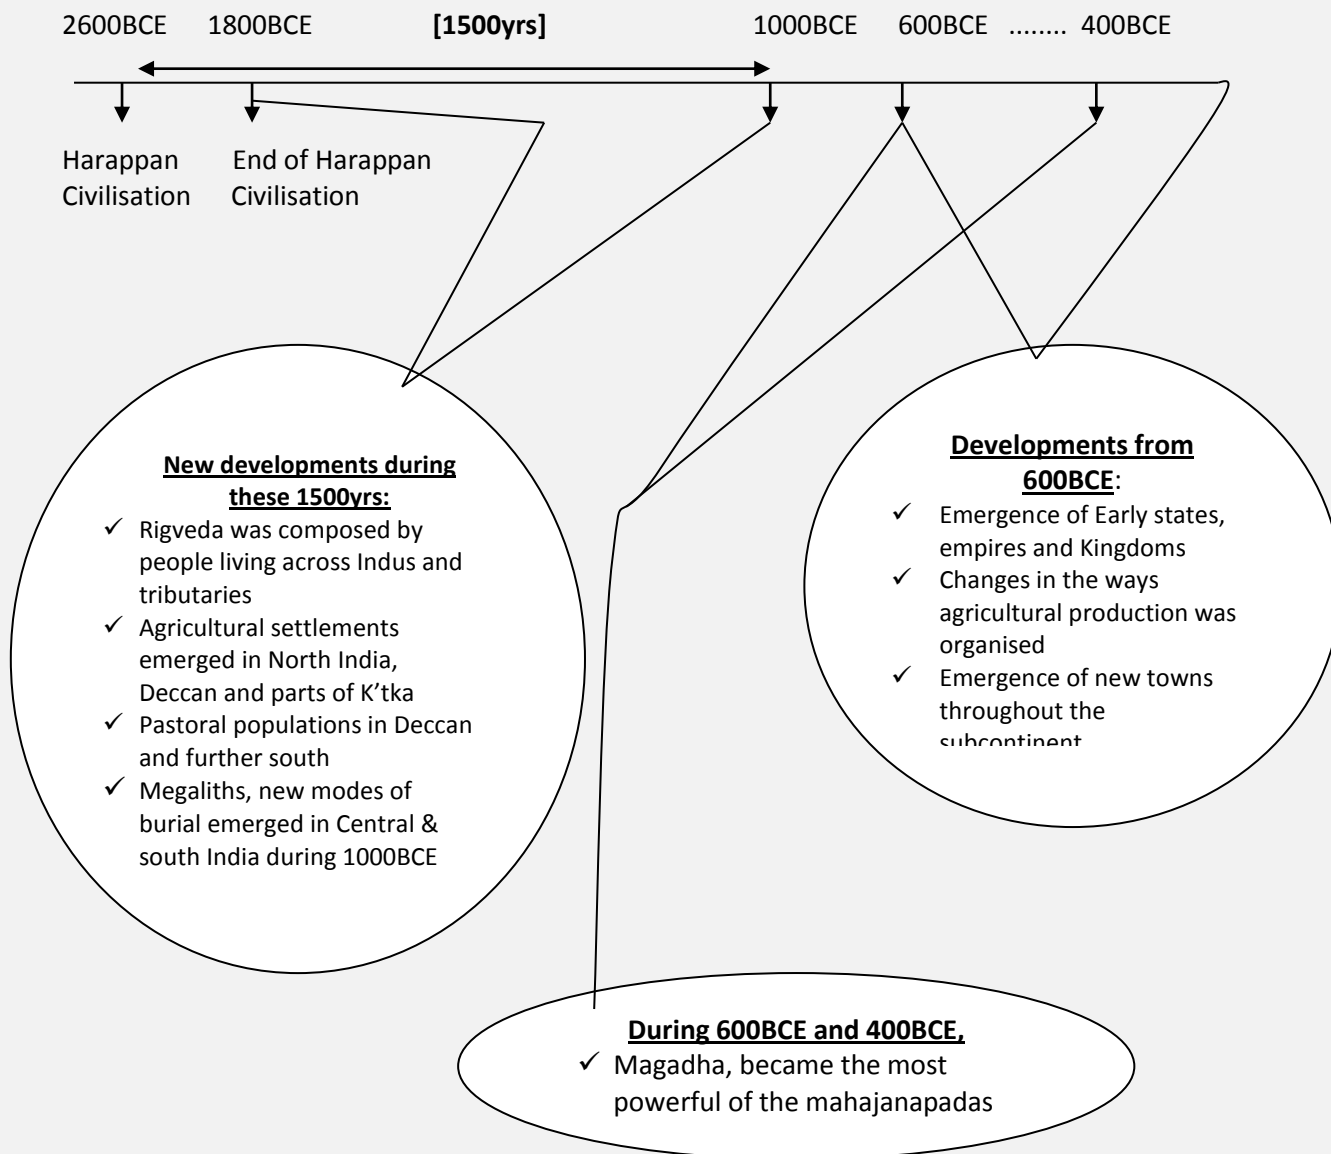 2600BCE 1800BCE [1500yrs] 1000BCE 600BCE ........ 400BCE
Harappan
Civilisation
End of Harappan
Civilisation
New developments during
these 1500yrs:
✓ Rigveda was composed by
people living across Indus and
tributaries
✓ Agricultural settlements
emerged in North India,
Deccan and parts of K'tka
✓ Pastoral populations in Deccan
and further south
✓ Megaliths, new modes of
burial emerged in Central &
south India during 1000BCE
Developments from
600BCE:
✓ Emergence of Early states,
empires and Kingdoms
✓ Changes in the ways
agricultural production was
organised
✓ Emergence of new towns
throughout the
subcontinent
During 600BCE and 400BCE,
✓ Magadha, became the most
powerful of the mahajanapadas